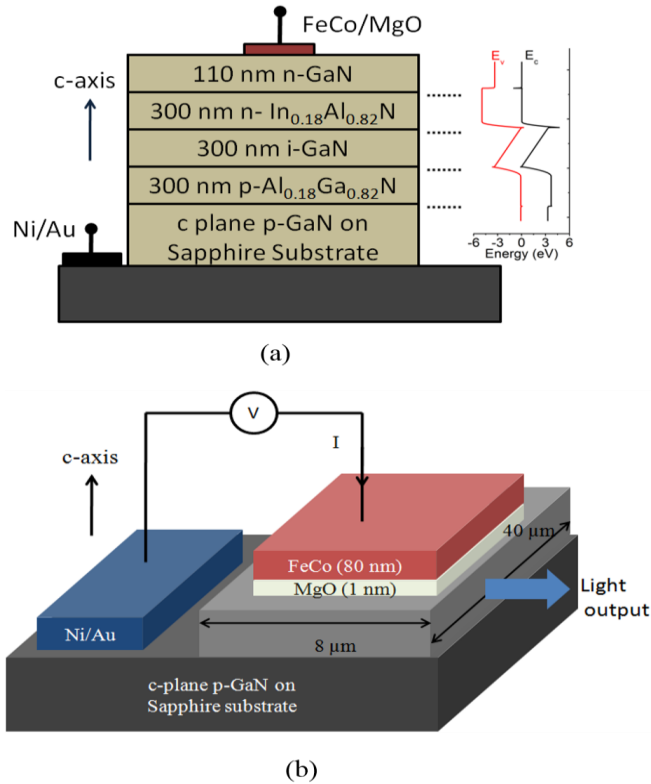 FeCo/MgO
c-axis
110 nm n-GaN
300 nm n- In₀.₁₈Al₀.₈₂N
300 nm i-GaN
300 nm p-Al₀.₁₈Ga₀.₈₂N
c plane p-GaN on
Sapphire Substrate
Ni/Au
Eᵥ
E꜀
-6 -3 0 3 6
Energy (eV)
(a)
V
I
c-axis
FeCo (80 nm)
MgO (1 nm)
40 µm
Light
output
Ni/Au
8 µm
c-plane p-GaN on
Sapphire substrate
(b)